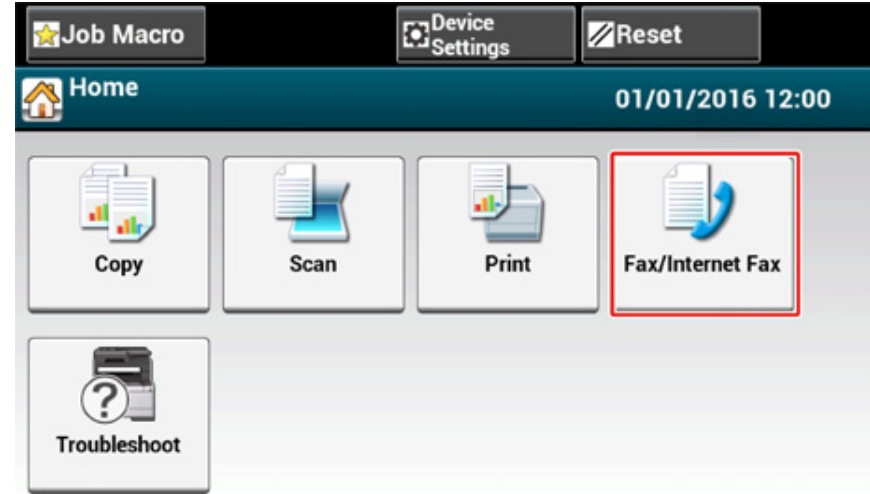 Job Macro
Device
Settings
Reset
Home
01/01/2016 12:00
Copy
Scan
Print
Fax/Internet Fax
?
Troubleshoot